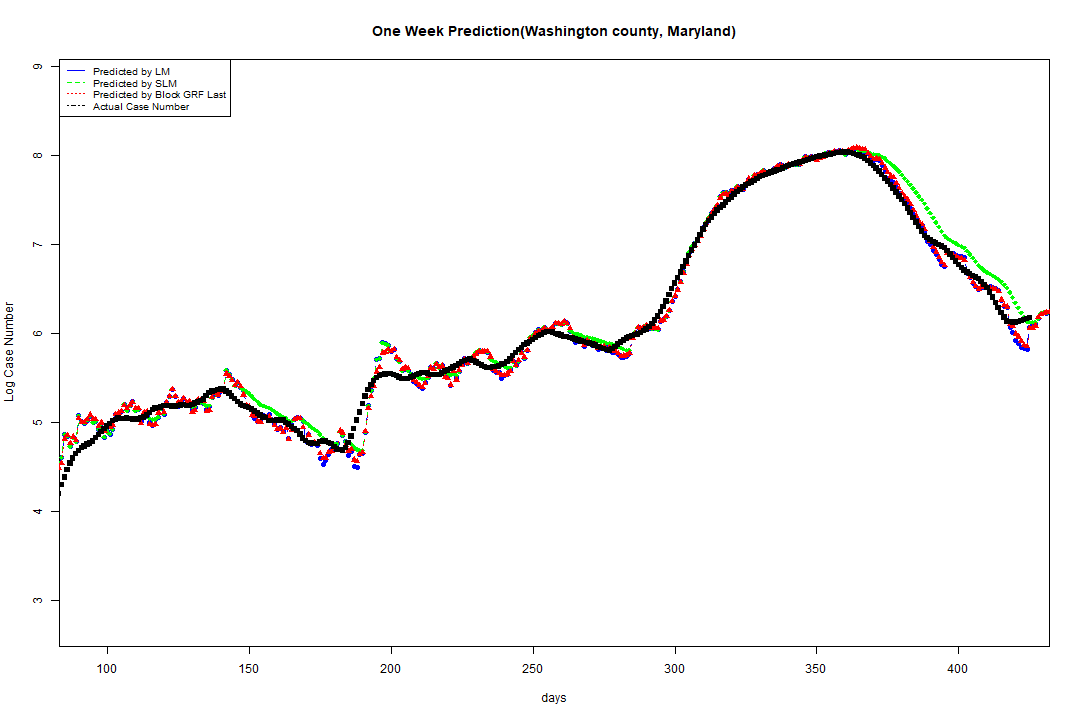 One Week Prediction(Washington county, Maryland)
Predicted by LM
Predicted by SLM
Predicted by Block GRF Last
Actual Case Number
Log Case Number
9
8
7
6
5
4
3
100 150 200 250 300 350 400
days